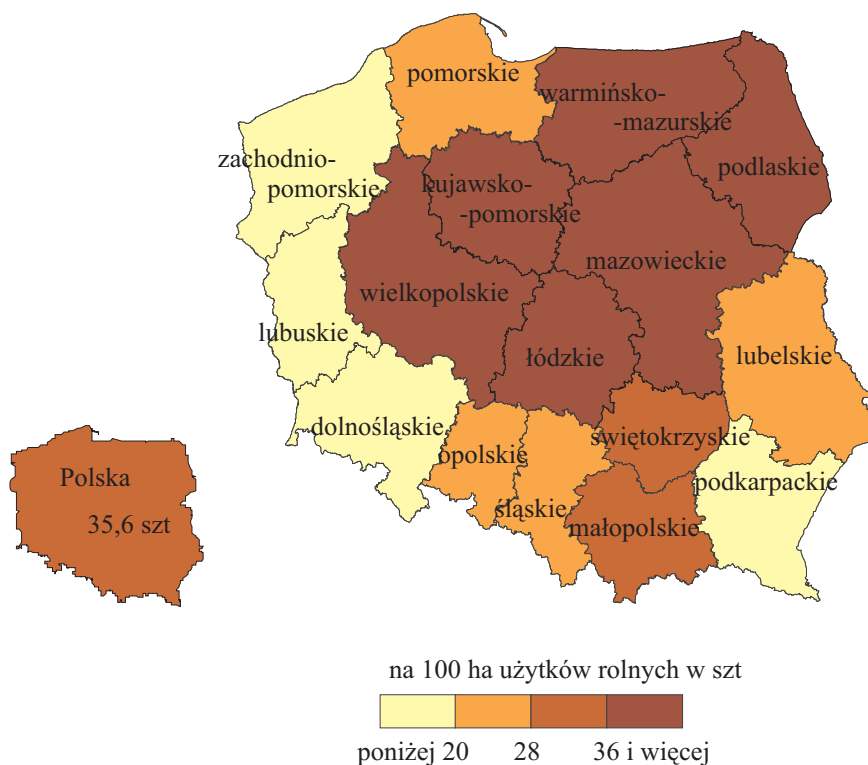 pomorskie
warmińsko-
-mazurskie
podlaskie
zachodnio-
pomorskie
kujawsko-
-pomorskie
mazowieckie
wielkopolskie
lubuskie
łódzkie
lubelskie
dolnośląskie
opolskie
świętokrzyskie
śląskie
małopolskie
podkarpackie
Polska
35,6 szt
na 100 ha użytków rolnych w szt
poniżej 20 28 36 i więcej